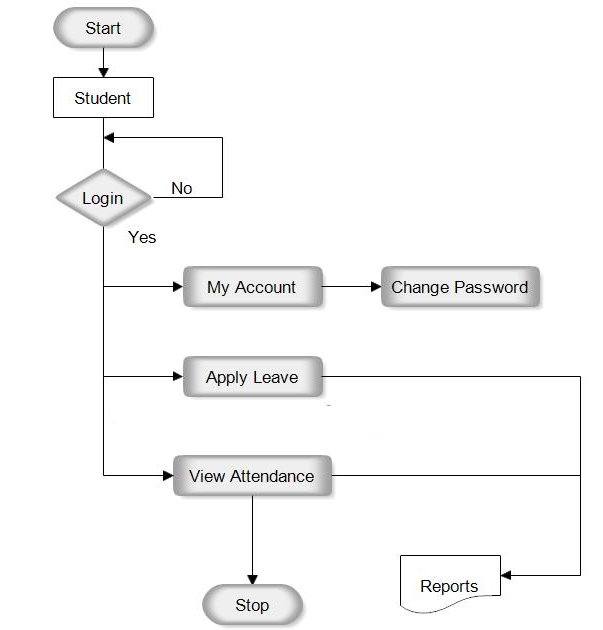 Start
Student
Login
No
Yes
My Account
Change Password
Apply Leave
View Attendance
Reports
Stop